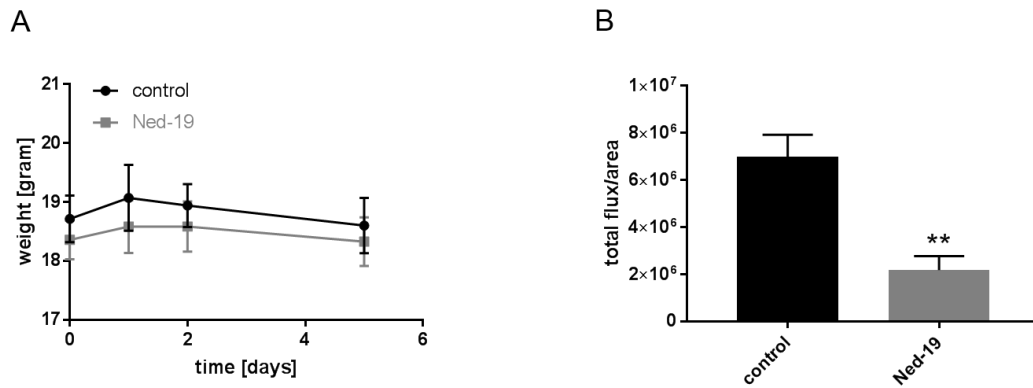 A
B
21
20
19
18
17
weight [gram]
control
Ned-19
0
2
4
6
time [days]
1×10⁷
8×10⁶
6×10⁶
4×10⁶
2×10⁶
0
total flux/area
**
control
Ned-19